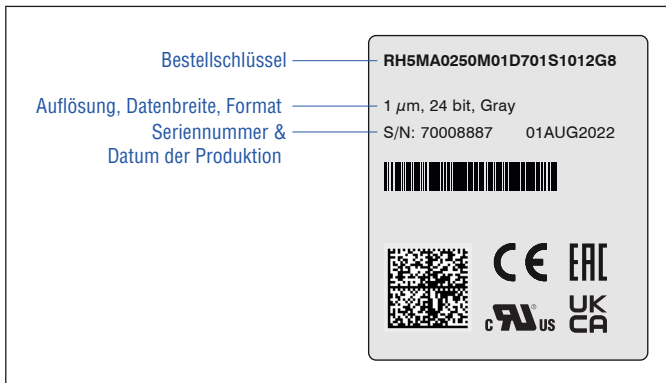 Bestellschlüssel
RH5MA0250M01D701S1012G8
Auflösung, Datenbreite, Format
1 µm, 24 bit, Gray
Seriennummer &
Datum der Produktion
S/N: 70008887 01AUG2022
CE EAC
c RU us UK CA